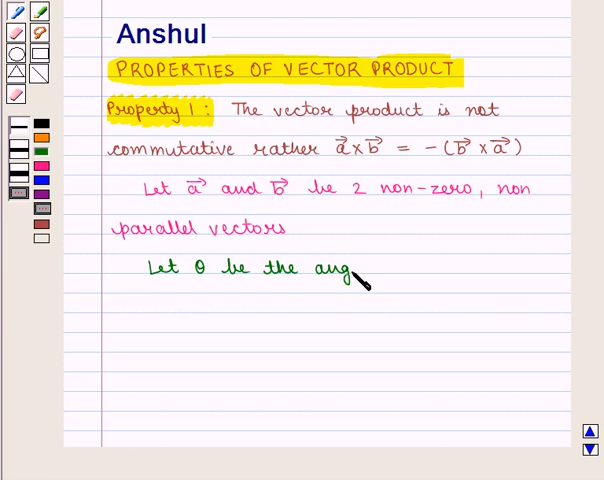 Anshul
PROPERTIES OF VECTOR PRODUCT
Property 1 : The vector product is not
commutative rather a⃗ × b⃗ = - (b⃗ × a⃗)
Let a⃗ and b⃗ be 2 non-zero, non
parallel vectors
Let θ be the ang